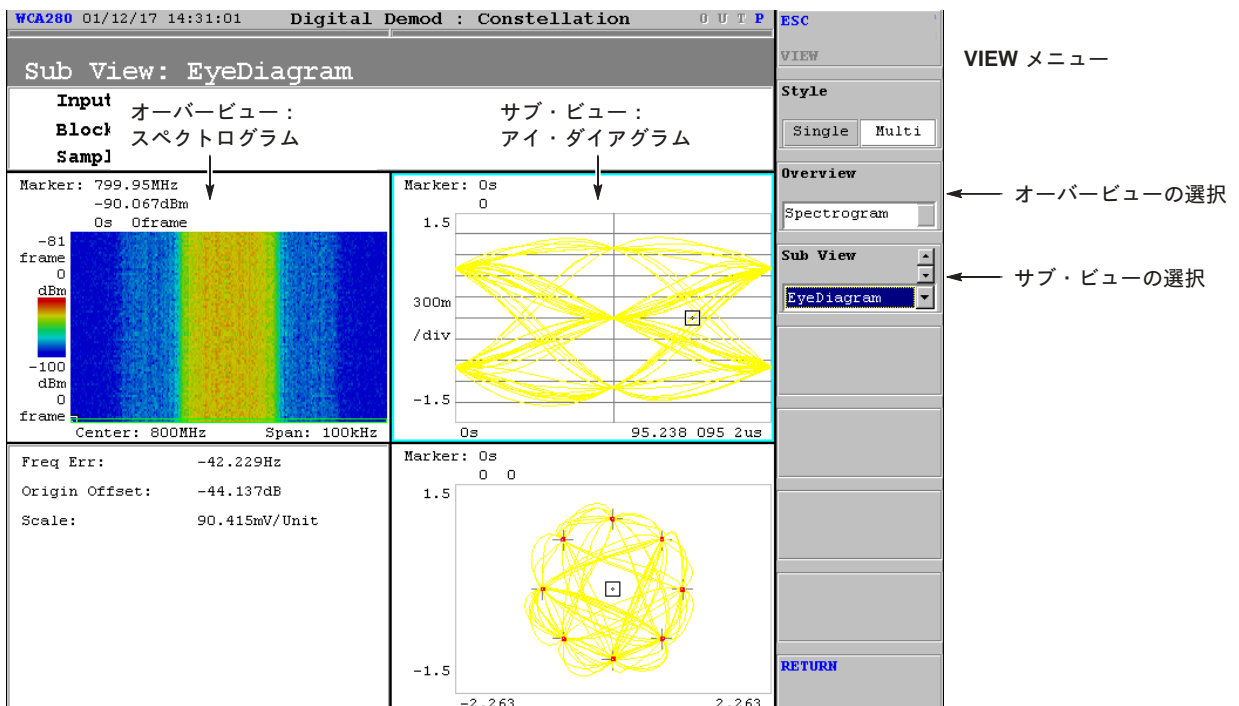 WCA280 01/12/17 14:31:01 Digital Demod : Constellation 0 U T P
Sub View: EyeDiagram
Input
Block
Sampl
オーバービュー：
スペクトログラム
サブ・ビュー：
アイ・ダイアグラム
Marker: 799.95MHz
-90.067dBm
0s 0frame
-81
frame
0
dBm
-100
dBm
0
frame
Center: 800MHz Span: 100kHz
Marker: 0s
0
1.5
300m
/div
-1.5
0s 95.238 095 2us
Freq Err: -42.229Hz
Origin Offset: -44.137dB
Scale: 90.415mV/Unit
Marker: 0s
0 0
1.5
-1.5
-2.263 2.263
ESC
VIEW
Style
Single Multi
Overview
Spectrogram
Sub View
EyeDiagram
RETURN
VIEW メニュー
オーバービューの選択
サブ・ビューの選択